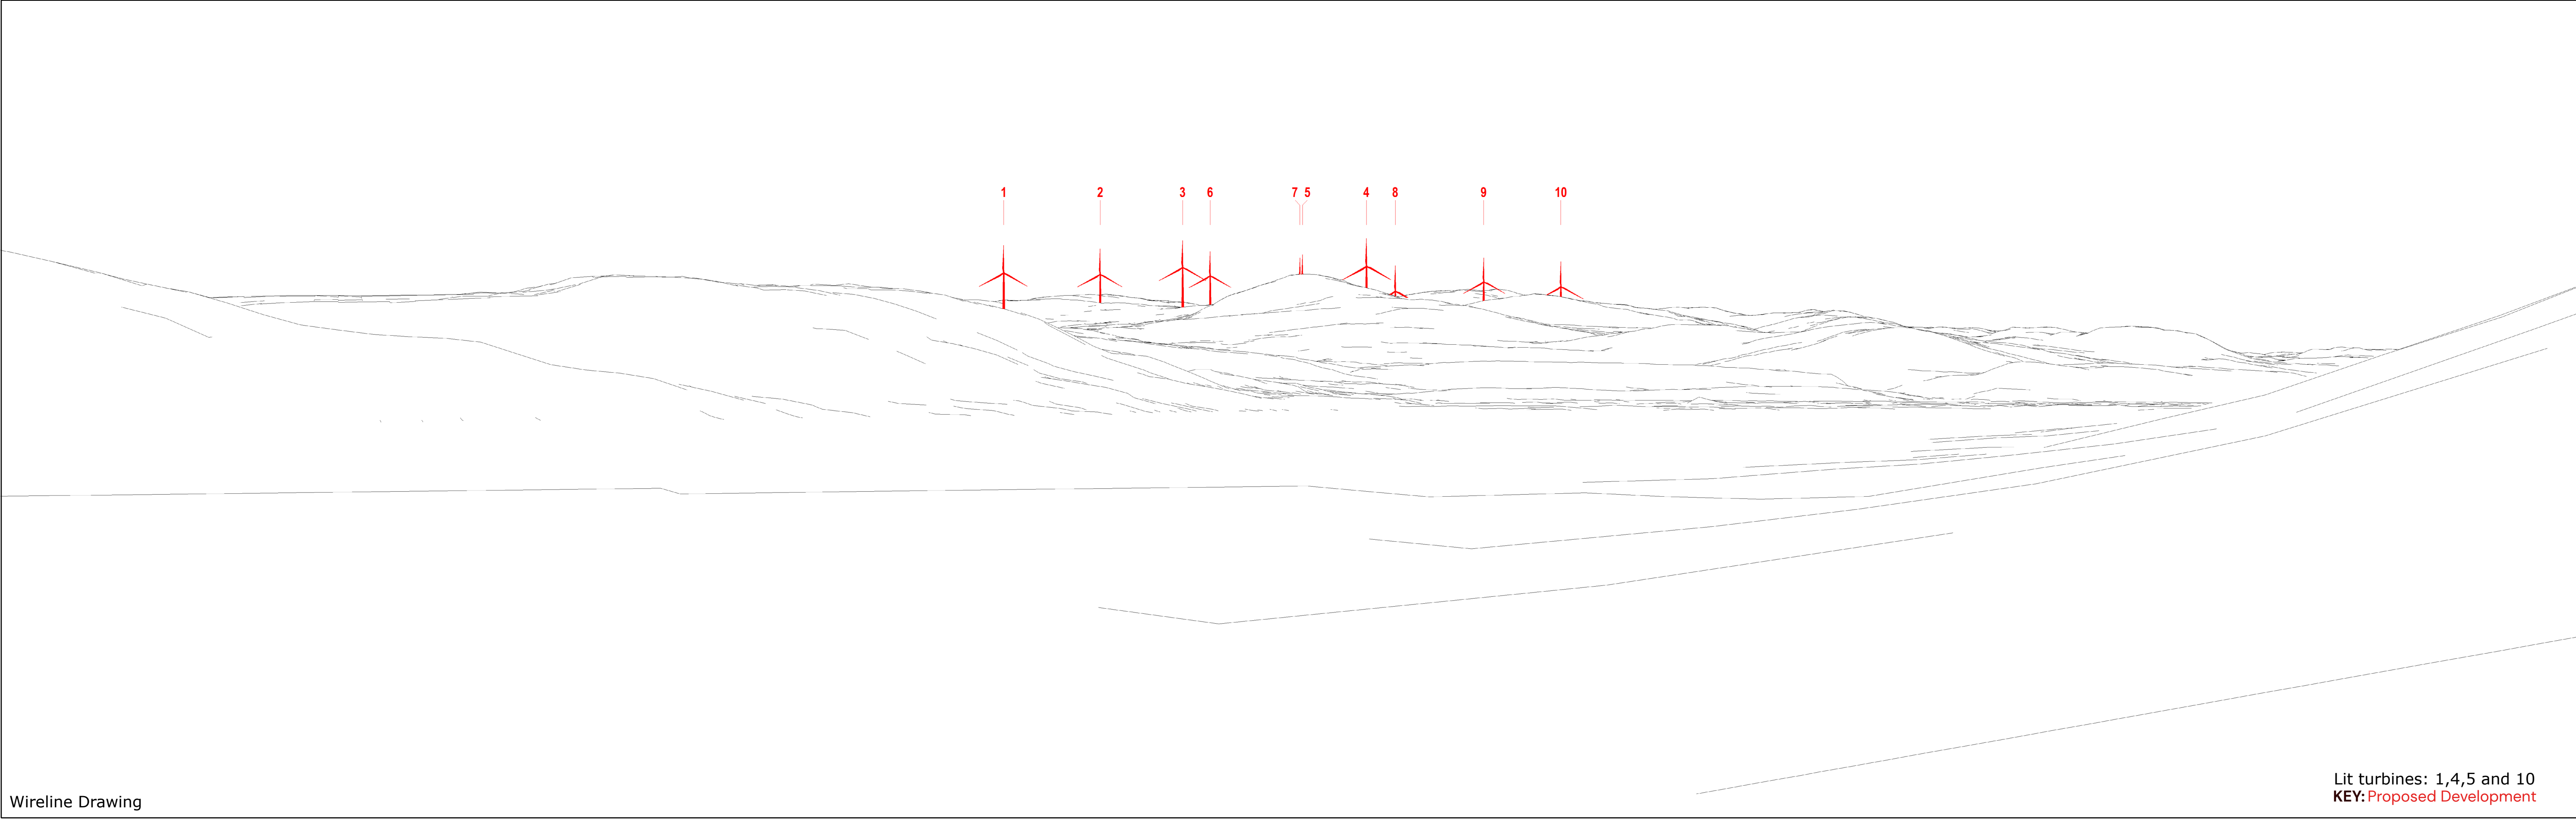 1 2 3 6 7 5 4 8 9 10
Wireline Drawing
Lit turbines: 1,4,5 and 10
KEY: Proposed Development